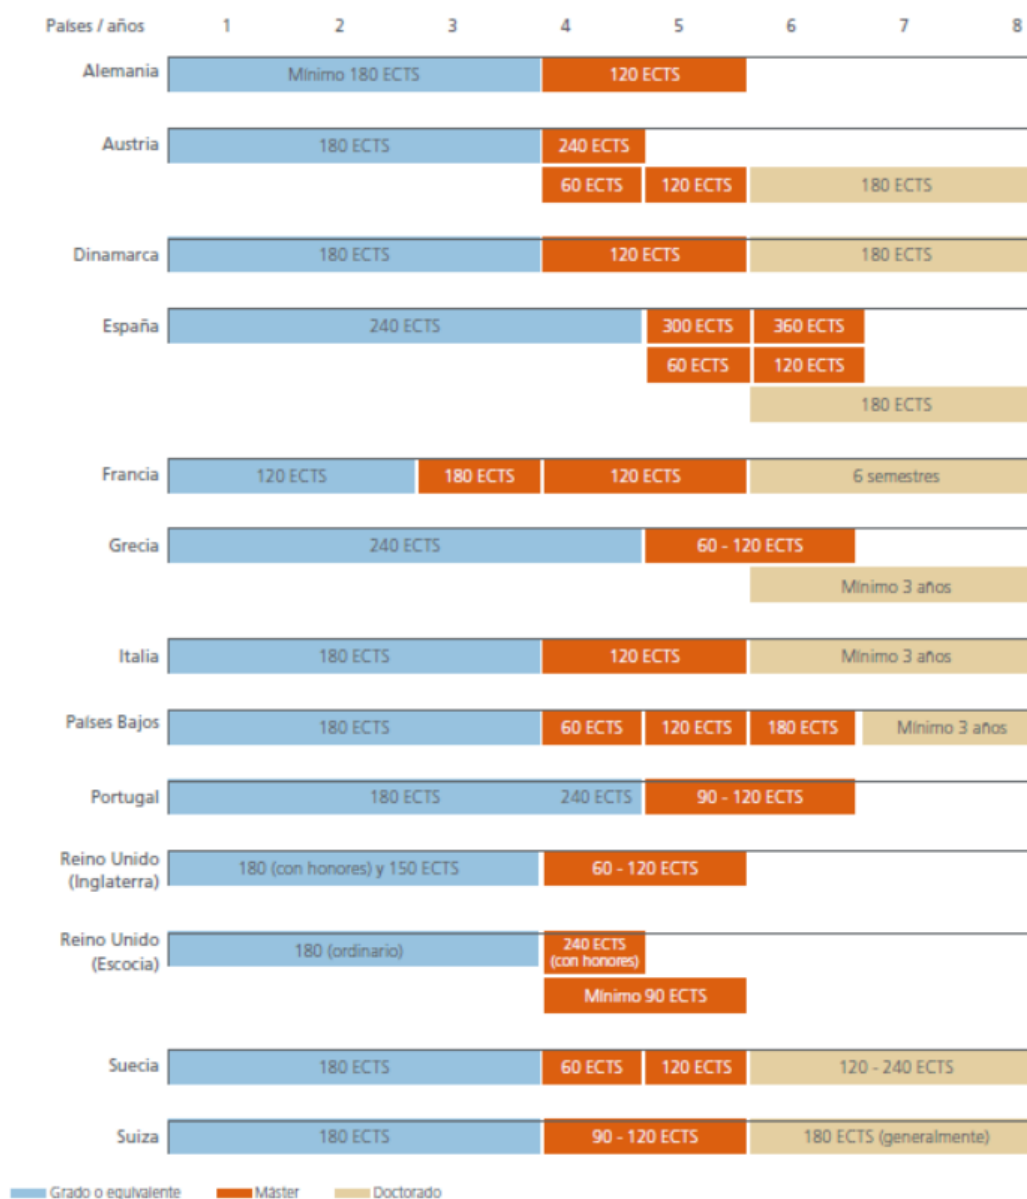 Países / años 1 2 3 4 5 6 7 8
Alemania Mínimo 180 ECTS 120 ECTS
Austria 180 ECTS 240 ECTS
60 ECTS 120 ECTS 180 ECTS
Dinamarca 180 ECTS 120 ECTS 180 ECTS
España 240 ECTS 300 ECTS 360 ECTS
60 ECTS 120 ECTS
180 ECTS
Francia 120 ECTS 180 ECTS 120 ECTS 6 semestres
Grecia 240 ECTS 60 - 120 ECTS
Mínimo 3 años
Italia 180 ECTS 120 ECTS Mínimo 3 años
Países Bajos 180 ECTS 60 ECTS 120 ECTS 180 ECTS Mínimo 3 años
Portugal 180 ECTS 240 ECTS 90 - 120 ECTS
Reino Unido
(Inglaterra) 180 (con honores) y 150 ECTS 60 - 120 ECTS
Reino Unido
(Escocia) 180 (ordinario) 240 ECTS
(con honores)
Mínimo 90 ECTS
Suecia 180 ECTS 60 ECTS 120 ECTS 120 - 240 ECTS
Suiza 180 ECTS 90 - 120 ECTS 180 ECTS (generalmente)
Grado o equivalente Máster Doctorado